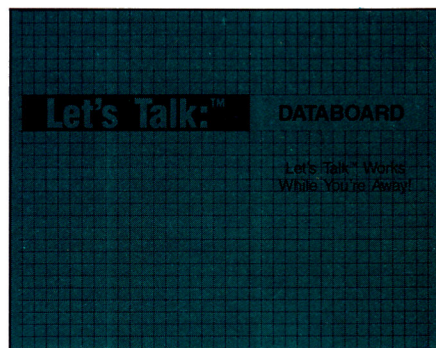 Let's Talk:™
DATABOARD
Let's Talk™ Works
While You're Away!